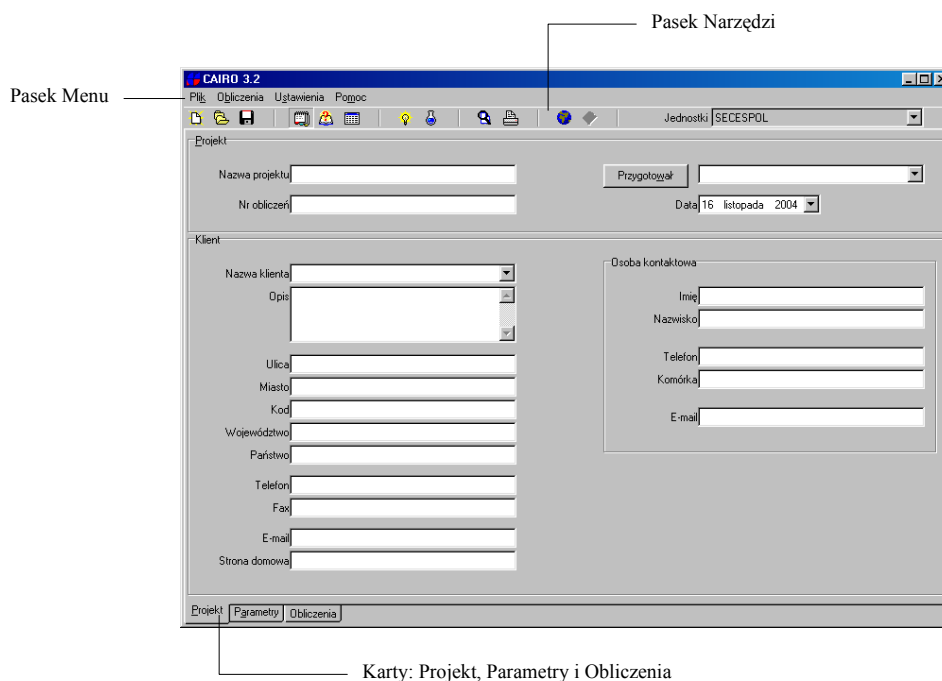 Pasek Narzędzi
Pasek Menu
CAIRO 3.2
Plik Obliczenia Ustawienia Pomoc
Jednostki SECESPOL
Projekt
Nazwa projektu
Przygotował
Nr obliczeń
Data 16 listopada 2004
Klient
Nazwa klienta
Osoba kontaktowa
Opis
Imię
Nazwisko
Ulica
Telefon
Miasto
Komórka
Kod
E-mail
Województwo
Państwo
Telefon
Fax
E-mail
Strona domowa
Projekt Parametry Obliczenia
Karty: Projekt, Parametry i Obliczenia